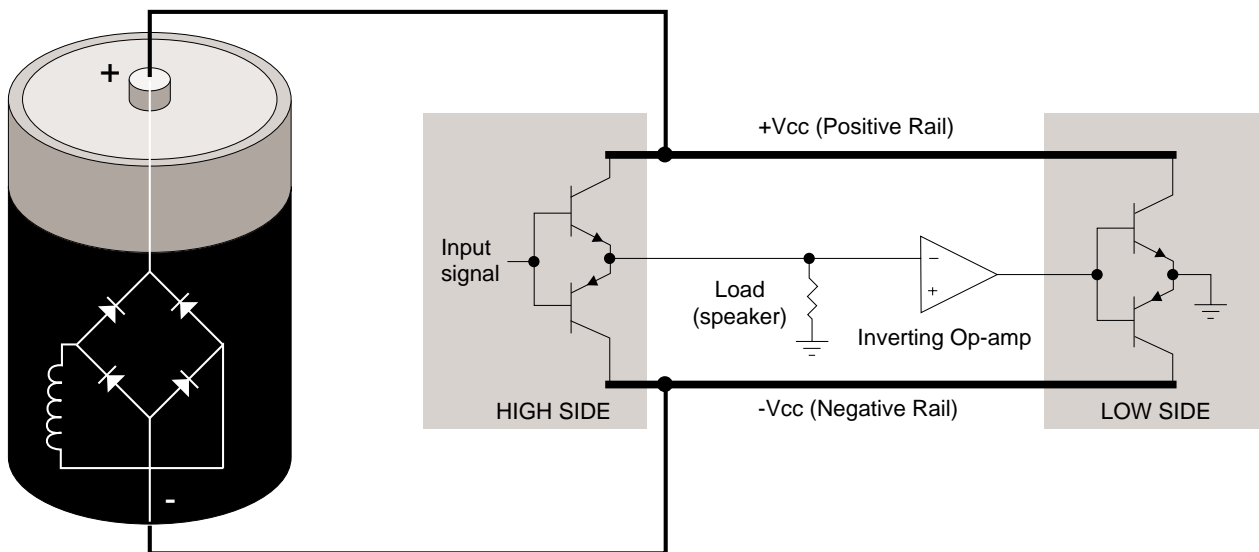 +
+Vcc (Positive Rail)
Input
signal
Load
(speaker)
−
+
Inverting Op-amp
HIGH SIDE
-Vcc (Negative Rail)
LOW SIDE
-